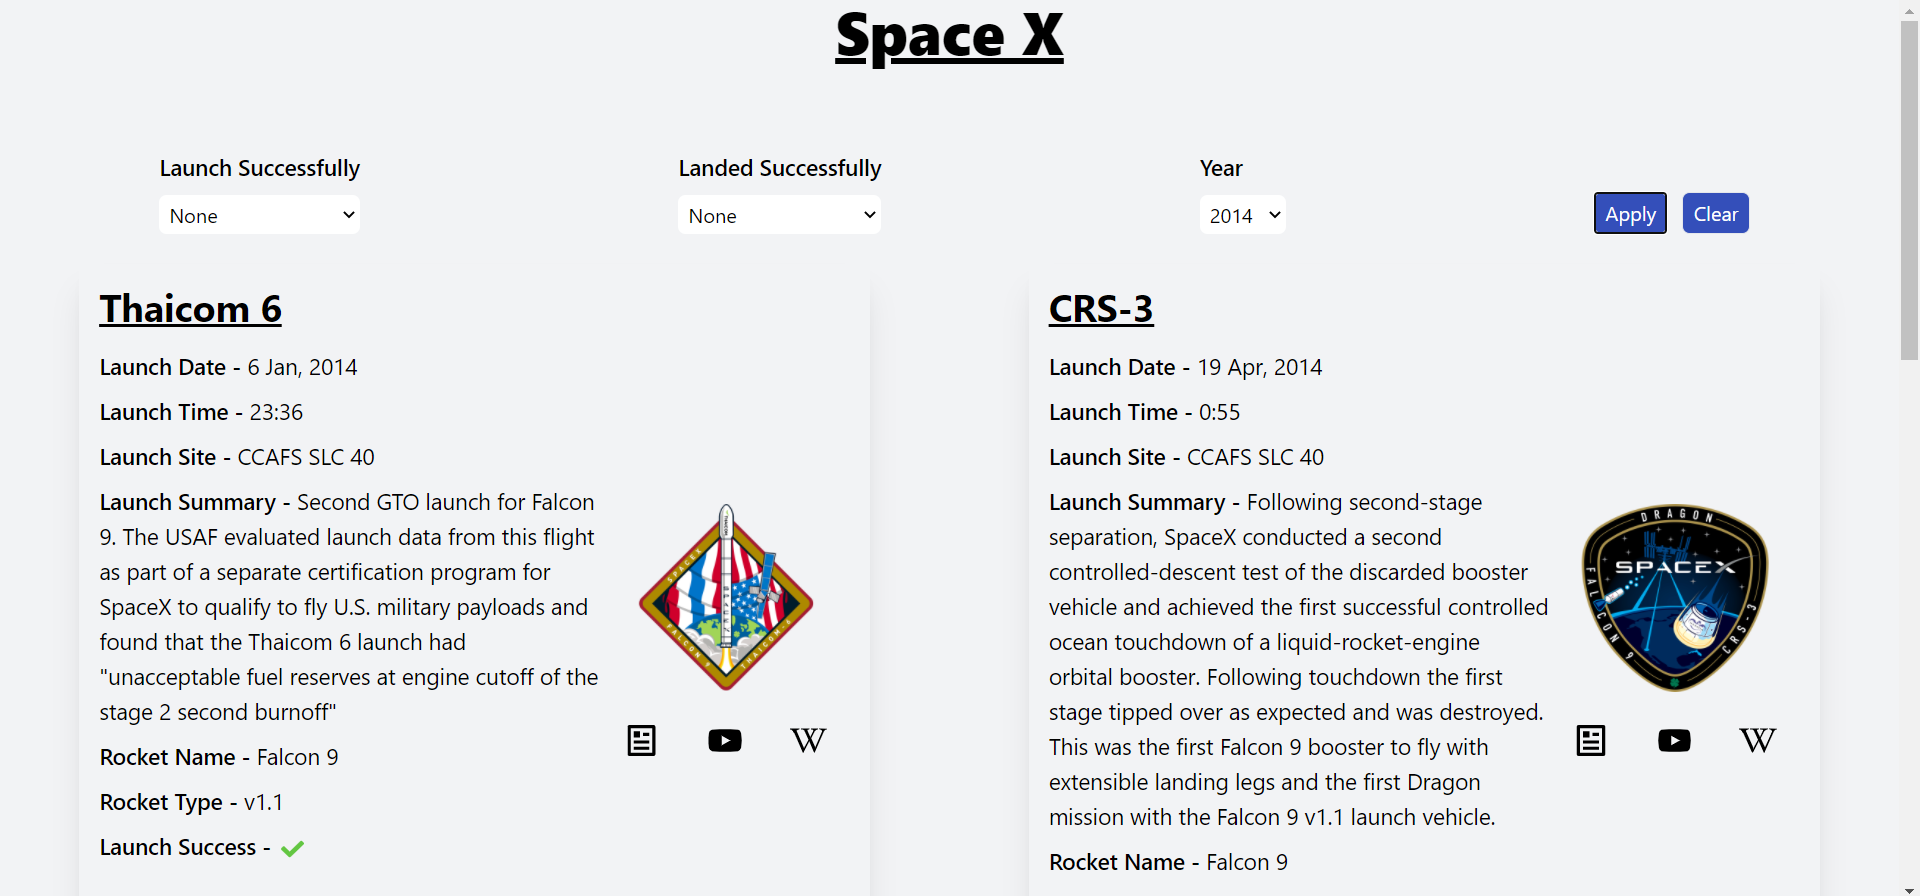 Space X
Launch Successfully
None
Landed Successfully
None
Year
2014
Apply
Clear
Thaicom 6
Launch Date - 6 Jan, 2014
Launch Time - 23:36
Launch Site - CCAFS SLC 40
Launch Summary - Second GTO launch for Falcon
9. The USAF evaluated launch data from this flight
as part of a separate certification program for
SpaceX to qualify to fly U.S. military payloads and
found that the Thaicom 6 launch had
"unacceptable fuel reserves at engine cutoff of the
stage 2 second burnoff"
Rocket Name - Falcon 9
Rocket Type - v1.1
Launch Success -
SPACEX
FALCON 9
THAICOM-6
W
CRS-3
Launch Date - 19 Apr, 2014
Launch Time - 0:55
Launch Site - CCAFS SLC 40
Launch Summary - Following second-stage
separation, SpaceX conducted a second
controlled-descent test of the discarded booster
vehicle and achieved the first successful controlled
ocean touchdown of a liquid-rocket-engine
orbital booster. Following touchdown the first
stage tipped over as expected and was destroyed.
This was the first Falcon 9 booster to fly with
extensible landing legs and the first Dragon
mission with the Falcon 9 v1.1 launch vehicle.
Rocket Name - Falcon 9
DRAGON
SPACEX
FALCON 9
CRS-3
W